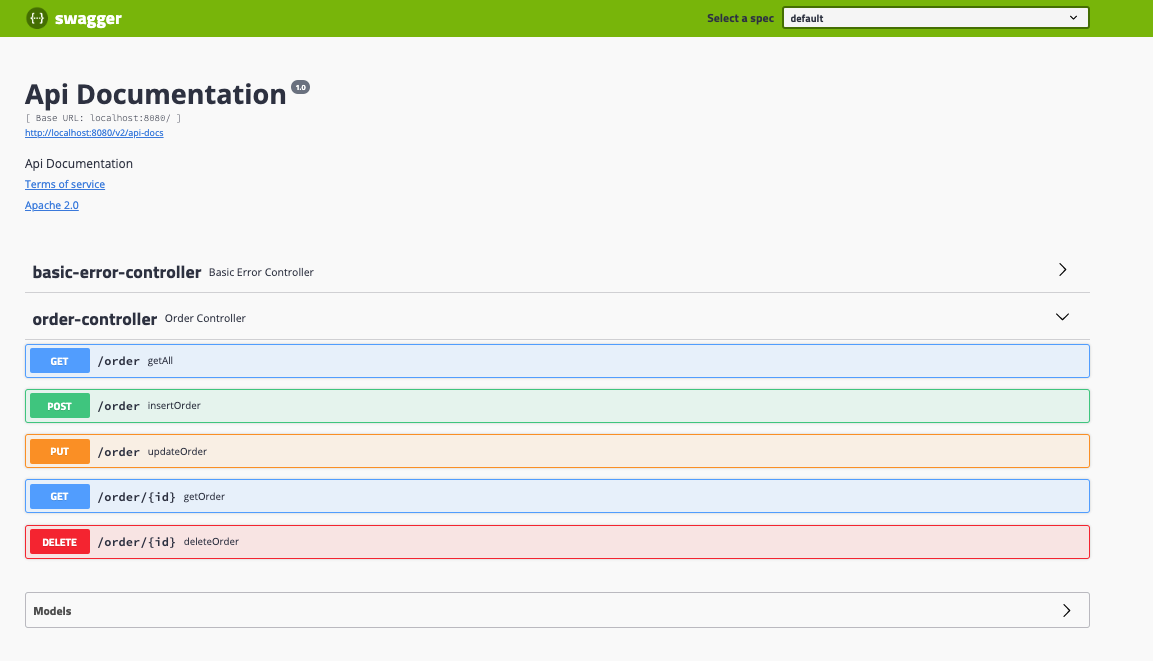 {···} swagger Select a spec default
Api Documentation 1.0
[ Base URL: localhost:8080/ ]
http://localhost:8080/v2/api-docs
Api Documentation
Terms of service
Apache 2.0
basic-error-controller Basic Error Controller
order-controller Order Controller
GET /order getAll
POST /order insertOrder
PUT /order updateOrder
GET /order/{id} getOrder
DELETE /order/{id} deleteOrder
Models